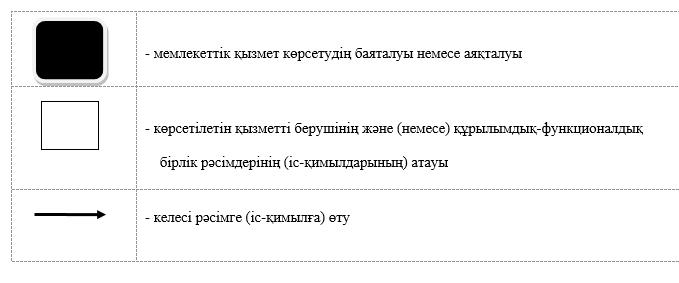 - мемлекеттік қызмет көрсетудің баяталуы немесе аяқталуы
- көрсетілетін қызметті берушінің және (немесе) құрылымдық-функционалдық
бірлік рәсімдерінің (іс-қимылдарының) атауы
- келесі рәсімге (іс-қимылға) өту